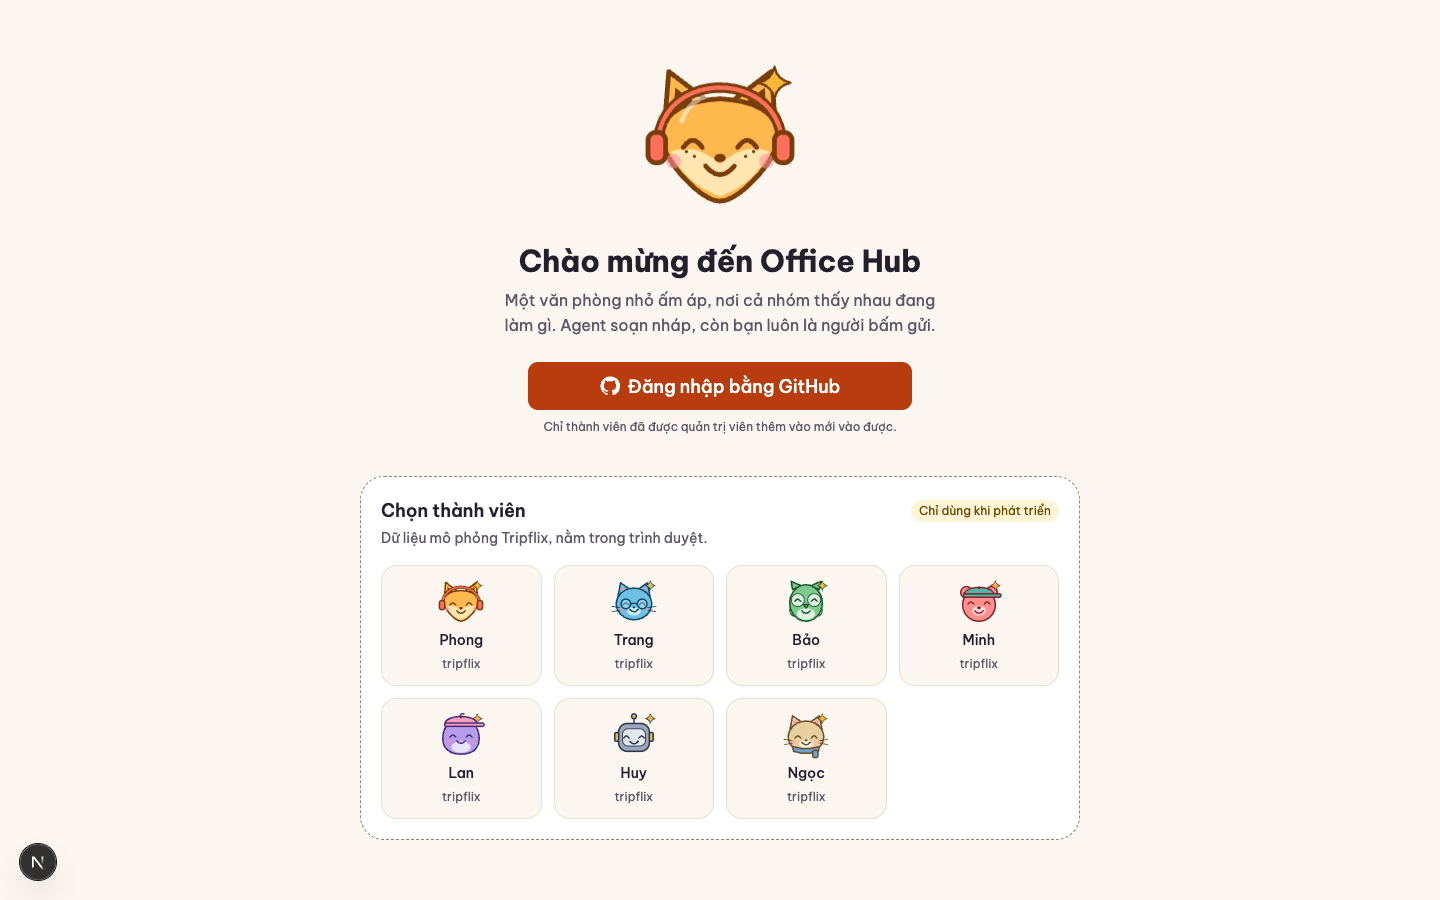 Chào mừng đến Office Hub
Một văn phòng nhỏ ấm áp, nơi cả nhóm thấy nhau đang
làm gì. Agent soạn nháp, còn bạn luôn là người bấm gửi.
Đăng nhập bằng GitHub
Chỉ thành viên đã được quản trị viên thêm vào mới vào được.
Chọn thành viên
Chỉ dùng khi phát triển
Dữ liệu mô phỏng Tripflix, nằm trong trình duyệt.
Phong
tripflix
Trang
tripflix
Bảo
tripflix
Minh
tripflix
Lan
tripflix
Huy
tripflix
Ngọc
tripflix
N